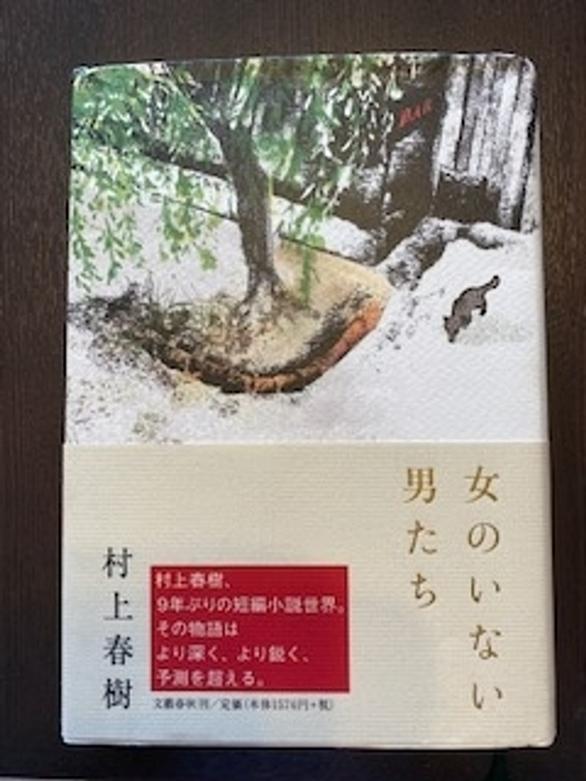 BAR
女のいない
男たち
村上春樹
村上春樹、
9年ぶりの短編小説世界。
その物語は
より深く、より鋭く、
予測を超える。
文藝春秋刊/定価(本体1574円+税)